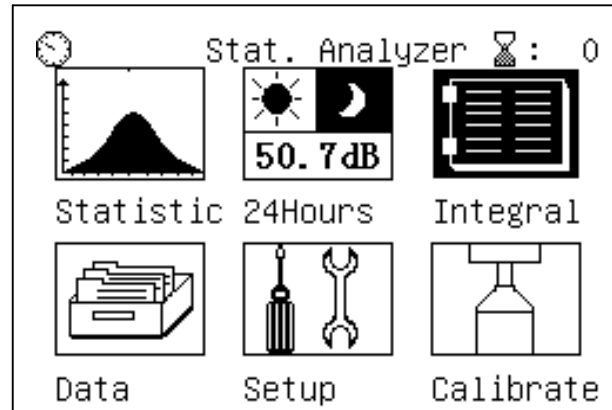 Stat. Analyzer : 0
50.7dB
Statistic 24Hours Integral
Data Setup Calibrate